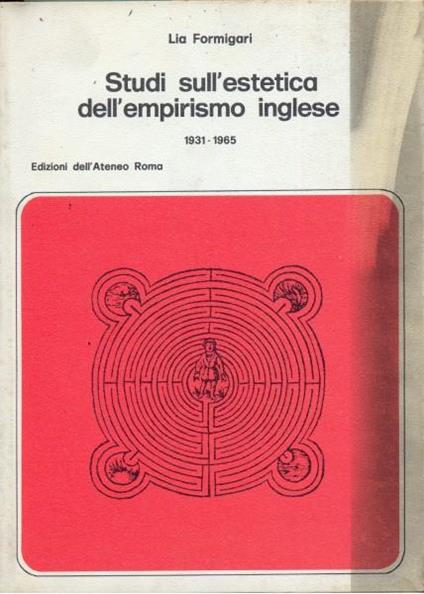 Lia Formigari
Studi sull'estetica
dell'empirismo inglese
1931-1965
Edizioni dell'Ateneo Roma